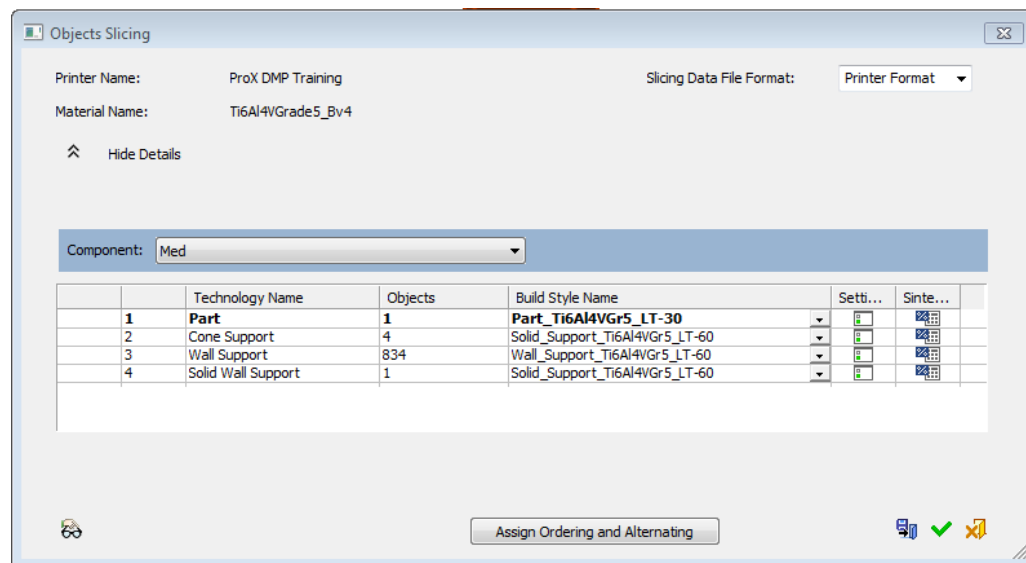 Objects Slicing
Printer Name: ProX DMP Training Slicing Data File Format: Printer Format
Material Name: Ti6Al4VGrade5_Bv4
Hide Details
Component: Med
Technology Name Objects Build Style Name Setti... Sinte...
1 Part 1 Part_Ti6Al4VGr5_LT-30
2 Cone Support 4 Solid_Support_Ti6Al4VGr5_LT-60
3 Wall Support 834 Wall_Support_Ti6Al4VGr5_LT-60
4 Solid Wall Support 1 Solid_Support_Ti6Al4VGr5_LT-60
Assign Ordering and Alternating